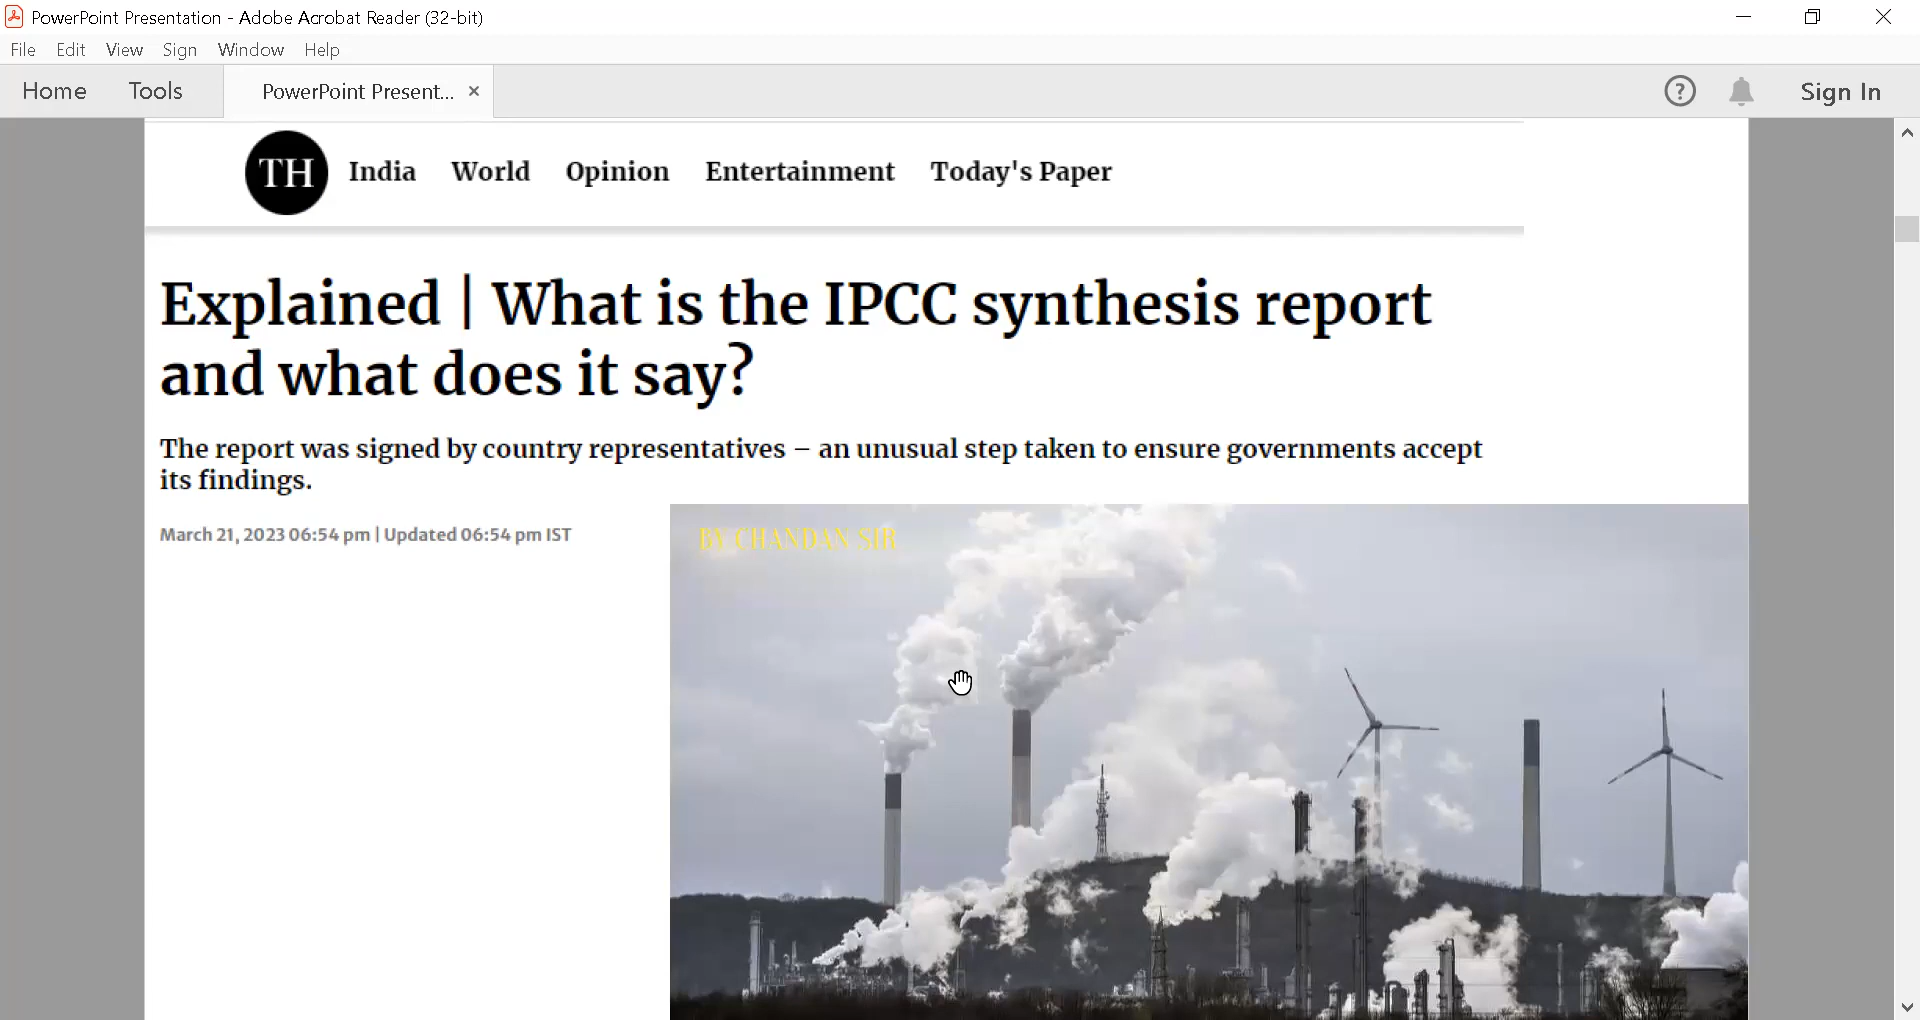 PowerPoint Presentation - Adobe Acrobat Reader (32-bit)
File Edit View Sign Window Help
Home Tools PowerPoint Present... × ? Sign In
TH India World Opinion Entertainment Today's Paper
Explained | What is the IPCC synthesis report
and what does it say?
The report was signed by country representatives – an unusual step taken to ensure governments accept
its findings.
March 21, 2023 06:54 pm | Updated 06:54 pm IST
BY CHANDAN SIR